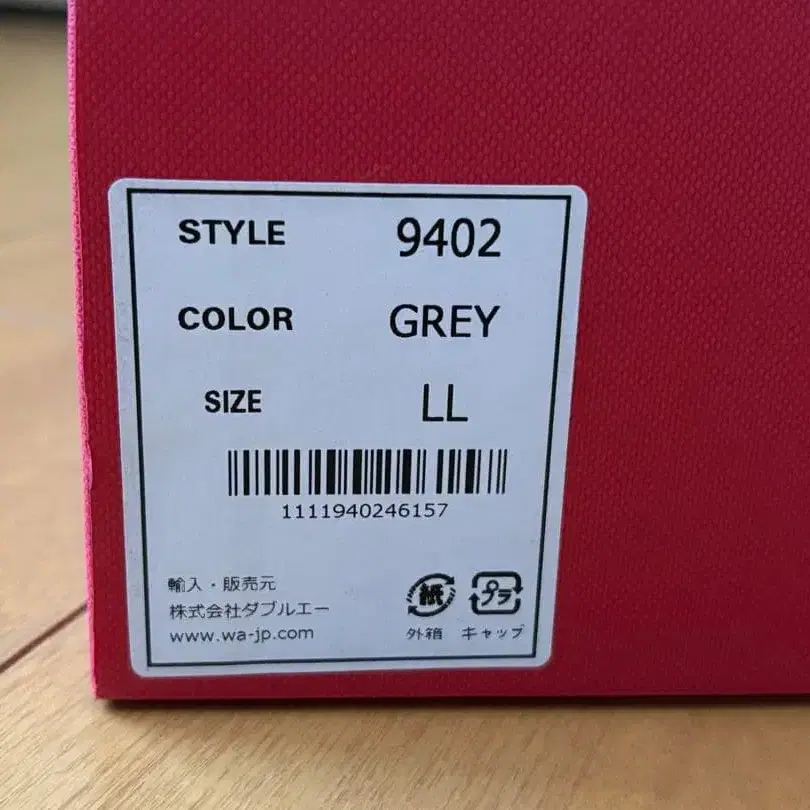 STYLE 9402
COLOR GREY
SIZE LL
1111940246157
輸入・販売元
株式会社ダブルエー
www.wa-jp.com
紙 プラ
外箱 キャップ